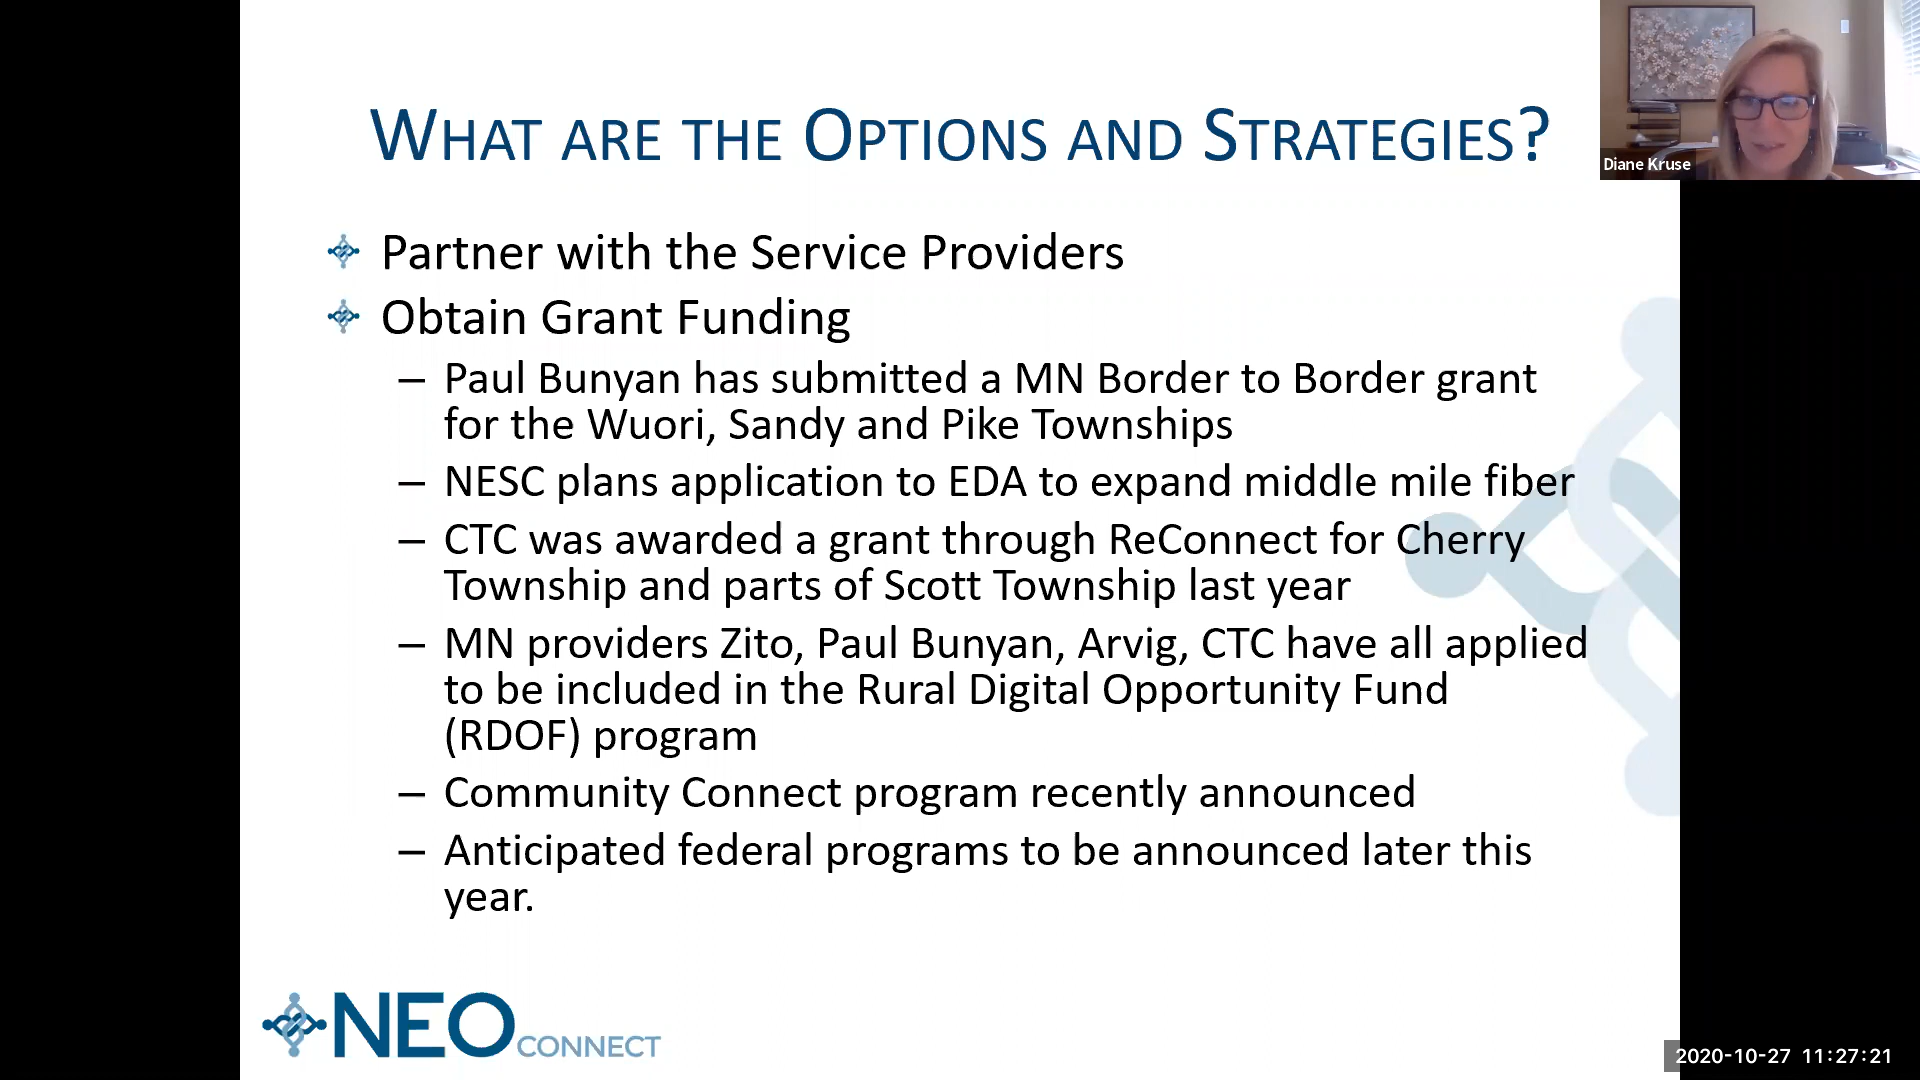 WHAT ARE THE OPTIONS AND STRATEGIES?
Diane Kruse
Partner with the Service Providers
Obtain Grant Funding
– Paul Bunyan has submitted a MN Border to Border grant
for the Wuori, Sandy and Pike Townships
– NESC plans application to EDA to expand middle mile fiber
– CTC was awarded a grant through ReConnect for Cherry
Township and parts of Scott Township last year
– MN providers Zito, Paul Bunyan, Arvig, CTC have all applied
to be included in the Rural Digital Opportunity Fund
(RDOF) program
– Community Connect program recently announced
– Anticipated federal programs to be announced later this
year.
NEO CONNECT
2020-10-27 11:27:21